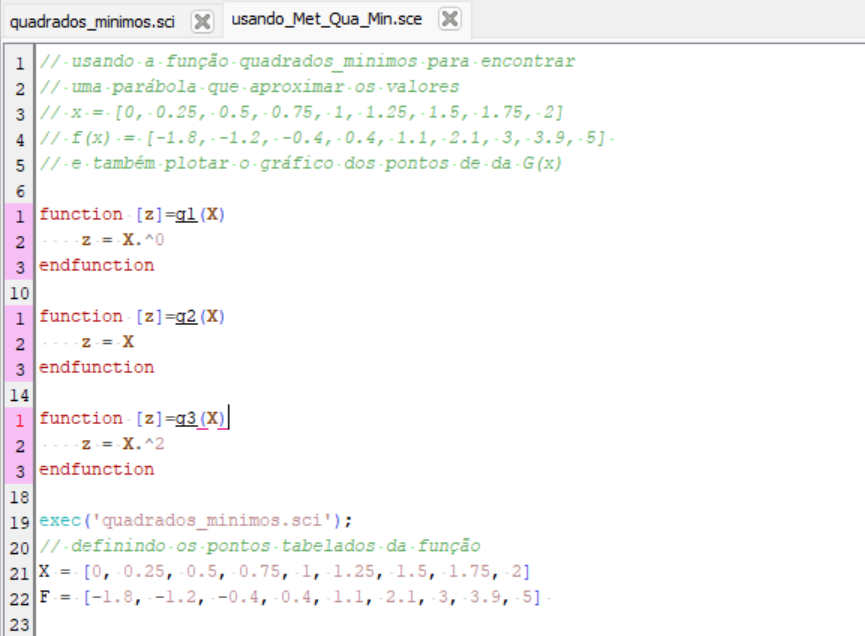 quadrados_minimos.sci usando_Met_Qua_Min.sce
1 // usando a função quadrados_minimos para encontrar
2 // uma parábola que aproximar os valores
3 // x = [0, 0.25, 0.5, 0.75, 1, 1.25, 1.5, 1.75, 2]
4 // f(x) = [-1.8, -1.2, -0.4, 0.4, 1.1, 2.1, 3, 3.9, 5]
5 // e também plotar o gráfico dos pontos de da G(x)
6
1 function [z]=g1(X)
2     z = X.^0
3 endfunction
10
1 function [z]=g2(X)
2     z = X
3 endfunction
14
1 function [z]=g3(X)
2     z = X.^2
3 endfunction
18
19 exec('quadrados_minimos.sci');
20 // definindo os pontos tabelados da função
21 X = [0, 0.25, 0.5, 0.75, 1, 1.25, 1.5, 1.75, 2]
22 F = [-1.8, -1.2, -0.4, 0.4, 1.1, 2.1, 3, 3.9, 5]
23